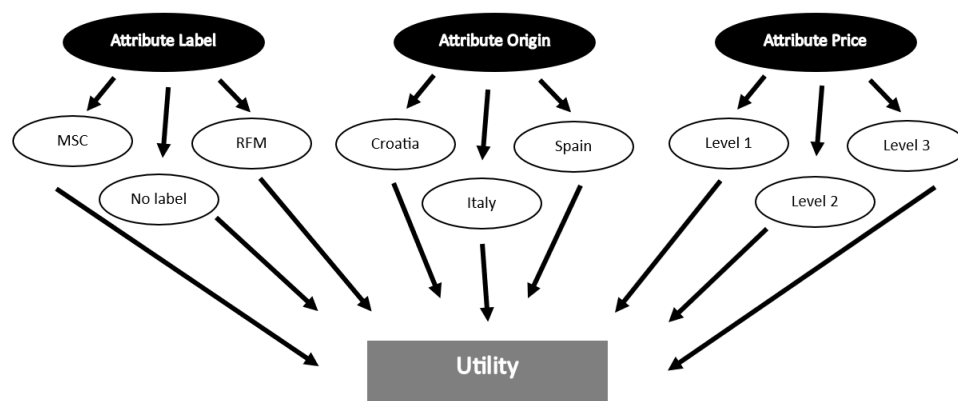 Attribute Label
Attribute Origin
Attribute Price
MSC
RFM
Croatia
Spain
Level 1
Level 3
No label
Italy
Level 2
Utility